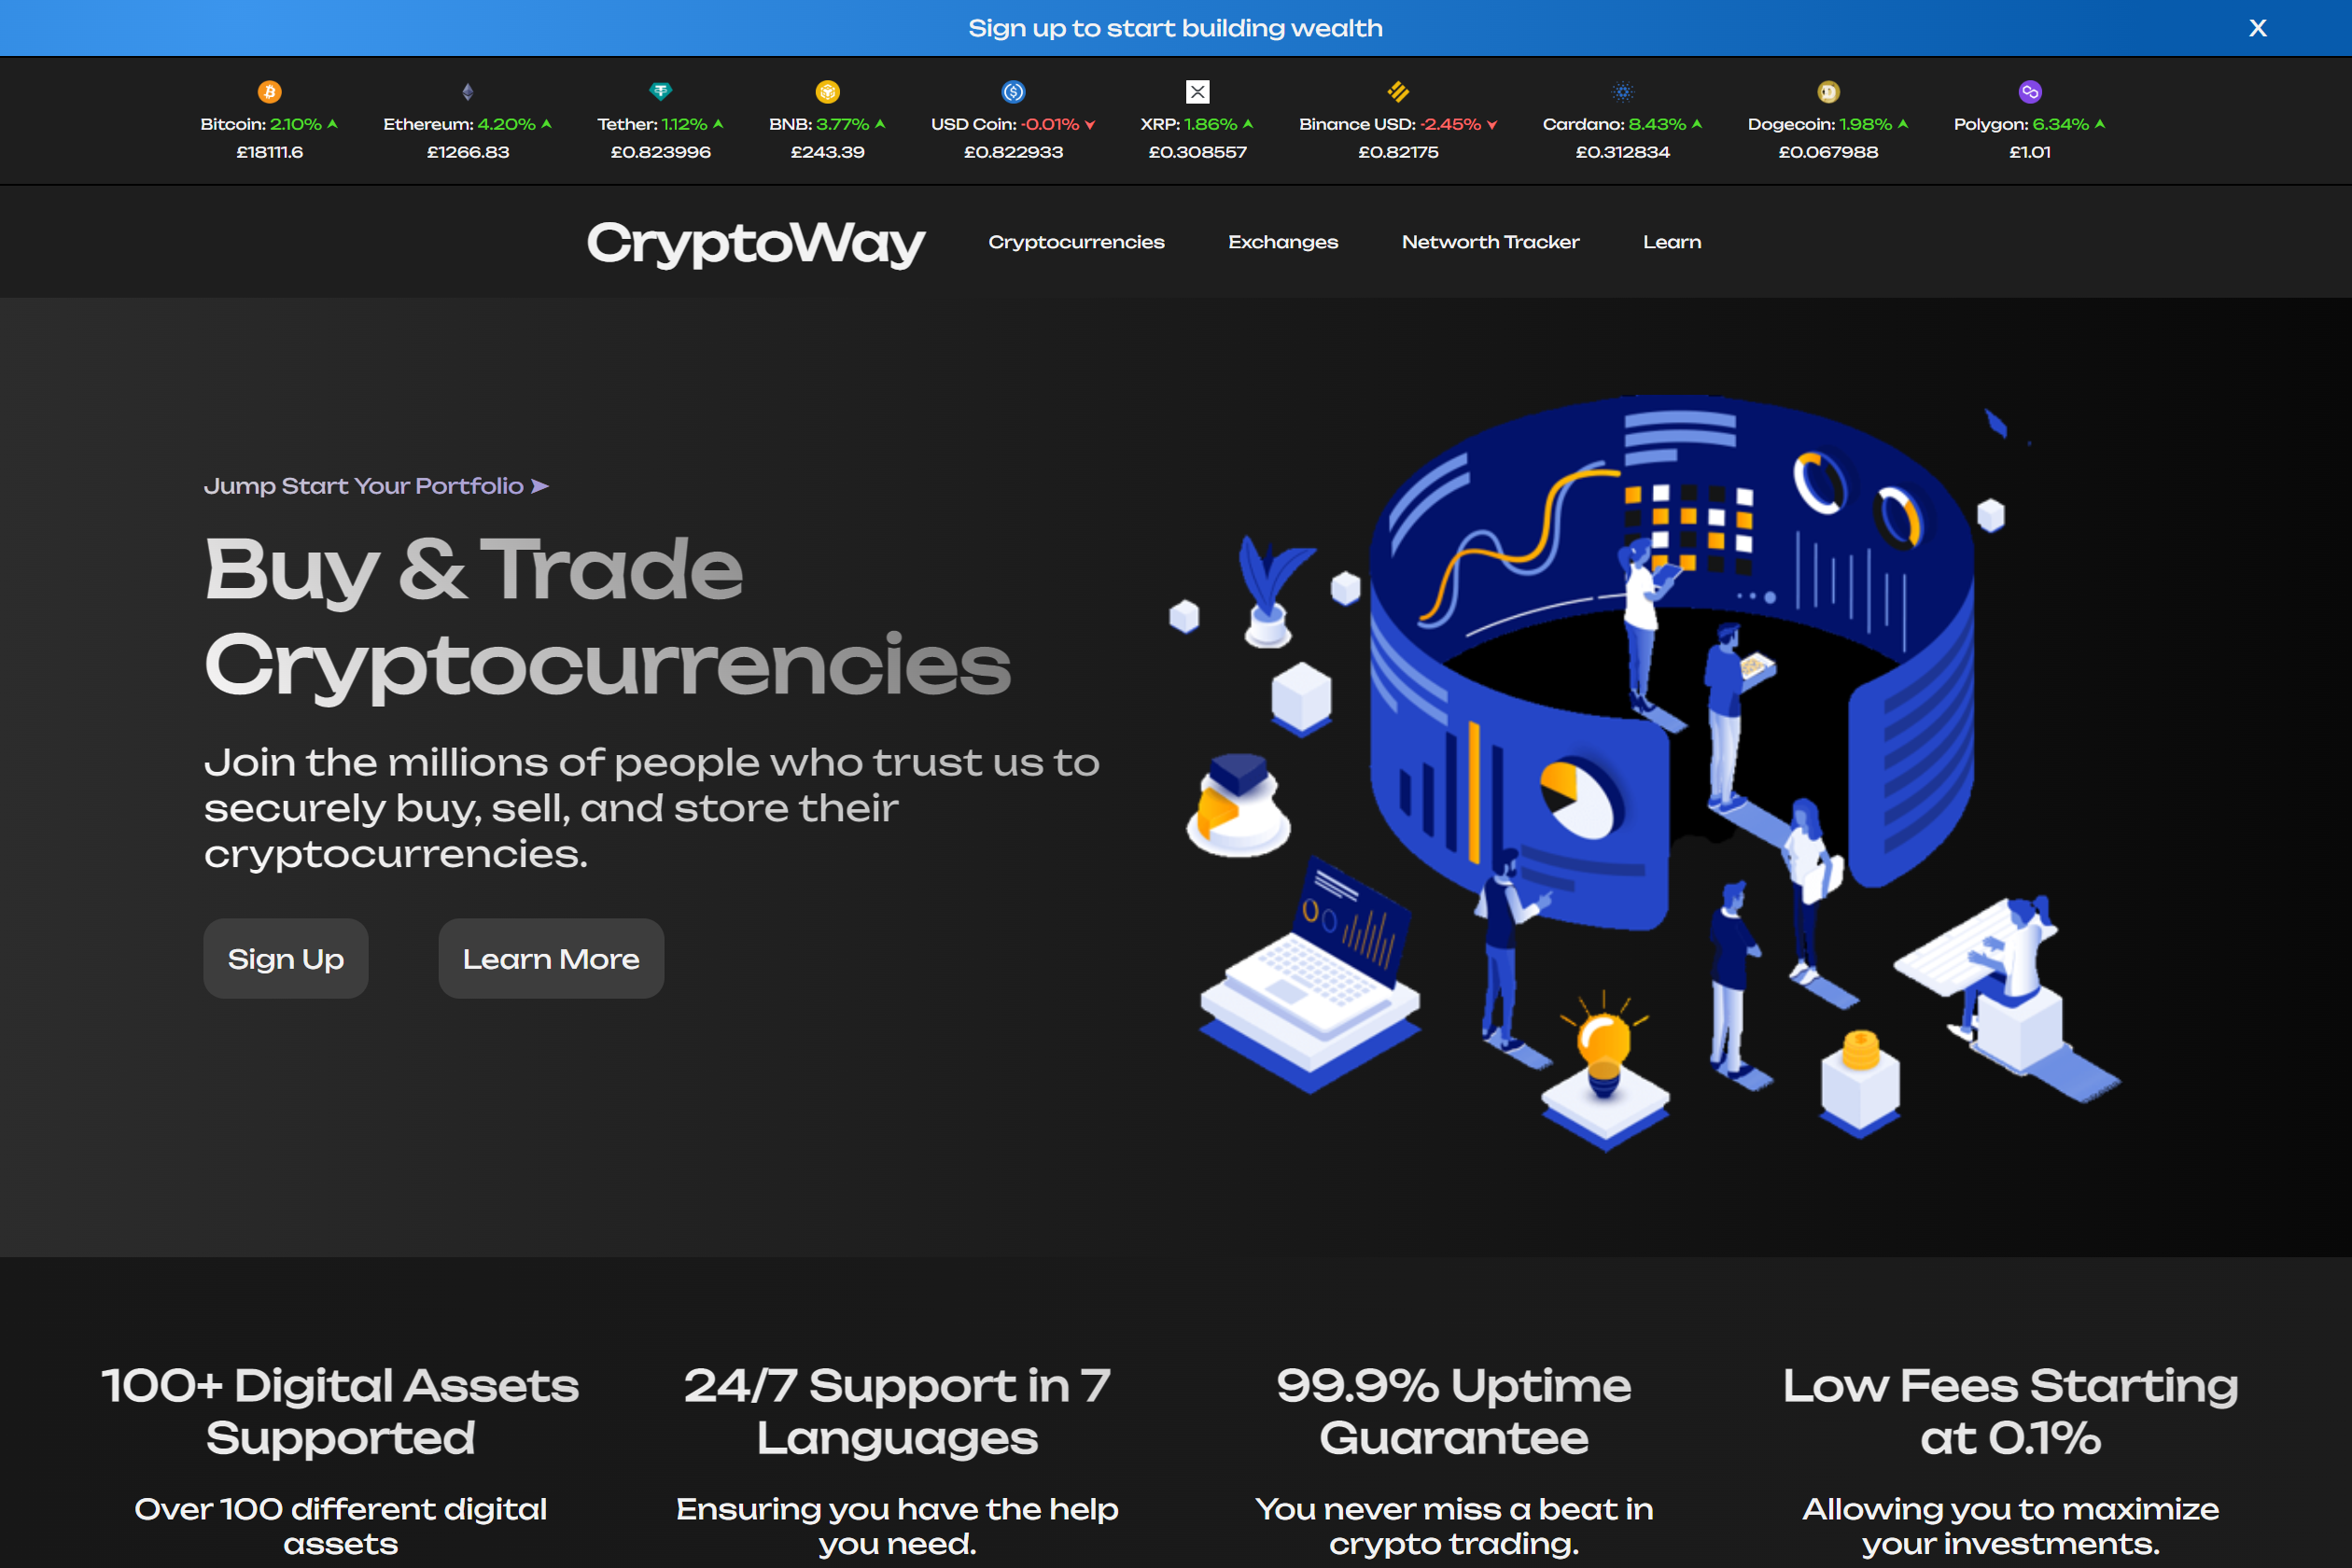 Sign up to start building wealth X
Bitcoin: 2.10% Ethereum: 4.20% Tether: 1.12% BNB: 3.77% USD Coin: -0.01% XRP: 1.86% Binance USD: -2.45% Cardano: 8.43% Dogecoin: 1.98% Polygon: 6.34%
£18111.6 £1266.83 £0.823996 £243.39 £0.822933 £0.308557 £0.82175 £0.312834 £0.067988 £1.01
CryptoWay Cryptocurrencies Exchanges Networth Tracker Learn
Jump Start Your Portfolio ➤
Buy & Trade
Cryptocurrencies
Join the millions of people who trust us to
securely buy, sell, and store their
cryptocurrencies.
Sign Up Learn More
100+ Digital Assets
Supported
Over 100 different digital
assets
24/7 Support in 7
Languages
Ensuring you have the help
you need.
99.9% Uptime
Guarantee
You never miss a beat in
crypto trading.
Low Fees Starting
at 0.1%
Allowing you to maximize
your investments.